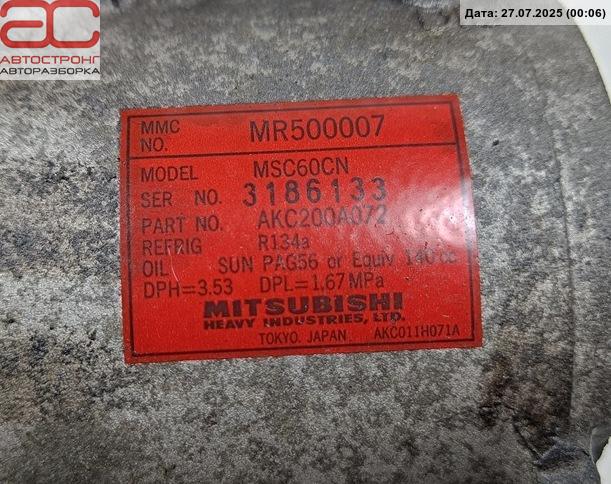 Дата: 27.07.2025 (00:06)
АС
АВТОСТРОНГ
АВТОРАЗБОРКА
MMC NO. MR500007
MODEL MSC60CN
SER NO. 3186133
PART NO. AKC200A072
REFRIG R134a
OIL SUN PAG56 or Equiv 140 cc
DPH=3.53 DPL=1.67 MPa
MITSUBISHI
HEAVY INDUSTRIES, LTD.
TOKYO. JAPAN AKC011H071A